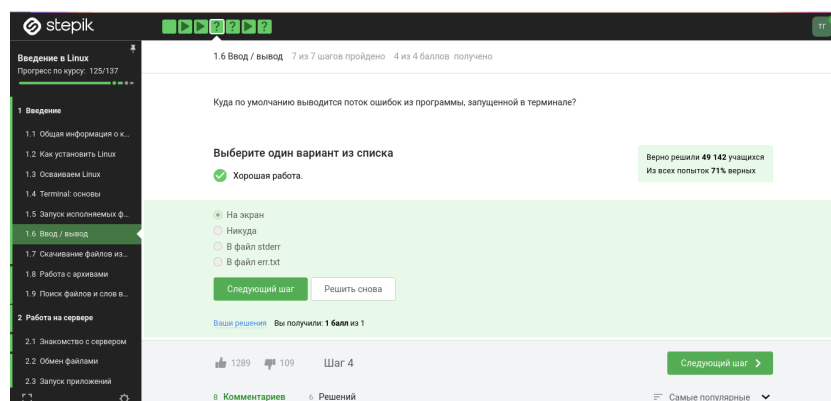 stepik
ТГ
Введение в Linux
Прогресс по курсу: 125/137
1 Введение
1.1 Общая информация о к...
1.2 Как установить Linux
1.3 Осваиваем Linux
1.4 Terminal: основы
1.5 Запуск исполняемых ф...
1.6 Ввод / вывод
1.7 Скачивание файлов из...
1.8 Работа с архивами
1.9 Поиск файлов и слов в...
2 Работа на сервере
2.1 Знакомство с сервером
2.2 Обмен файлами
2.3 Запуск приложений
1.6 Ввод / вывод 7 из 7 шагов пройдено 4 из 4 баллов получено
Куда по умолчанию выводится поток ошибок из программы, запущенной в терминале?
Выберите один вариант из списка
Хорошая работа.
Верно решили 49 142 учащихся
Из всех попыток 71% верных
На экран
Никуда
В файл stderr
В файл err.txt
Следующий шаг Решить снова
Ваши решения Вы получили: 1 балл из 1
1289 109 Шаг 4 Следующий шаг
8 Комментариев 6 Решений Самые популярные